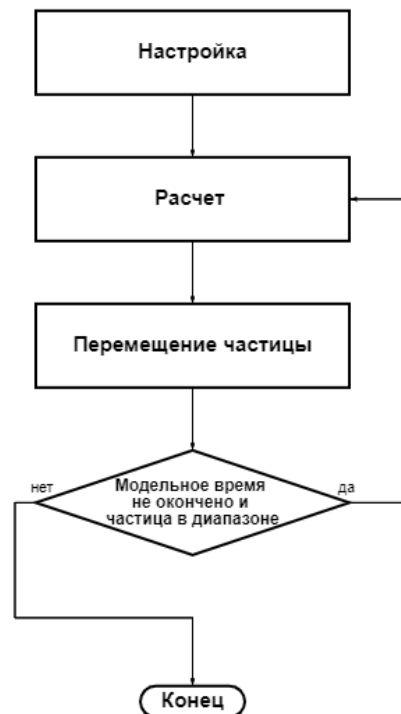 Настройка
Расчет
Перемещение частицы
нет
Модельное время
не окончено и
частица в диапазоне
да
Конец